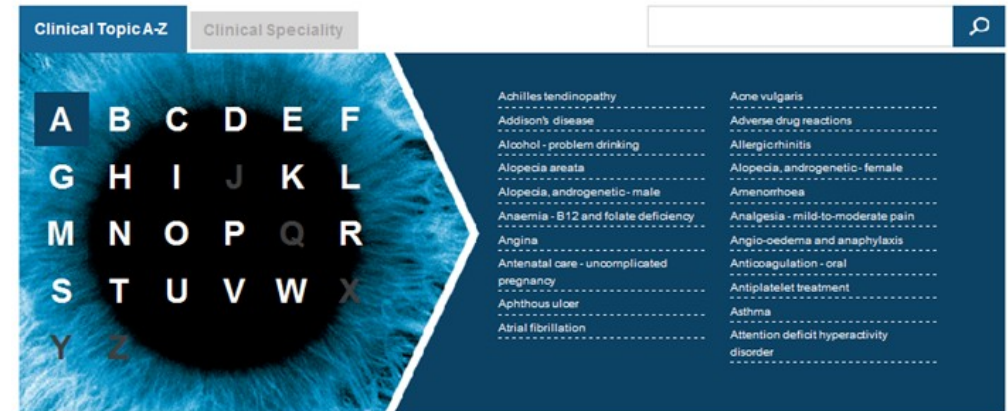 Clinical Topic A-Z
Clinical Speciality
A B C D E F
G H I J K L
M N O P Q R
S T U V W X
Y Z
Achilles tendinopathy
Addison's disease
Alcohol - problem drinking
Alopecia areata
Alopecia, androgenetic - male
Anaemia - B12 and folate deficiency
Angina
Antenatal care - uncomplicated
pregnancy
Aphthous ulcer
Atrial fibrillation
Acne vulgaris
Adverse drug reactions
Allergic rhinitis
Alopecia, androgenetic - female
Amenorrhoea
Analgesia - mild-to-moderate pain
Angio-oedema and anaphylaxis
Anticoagulation - oral
Antiplatelet treatment
Asthma
Attention deficit hyperactivity
disorder